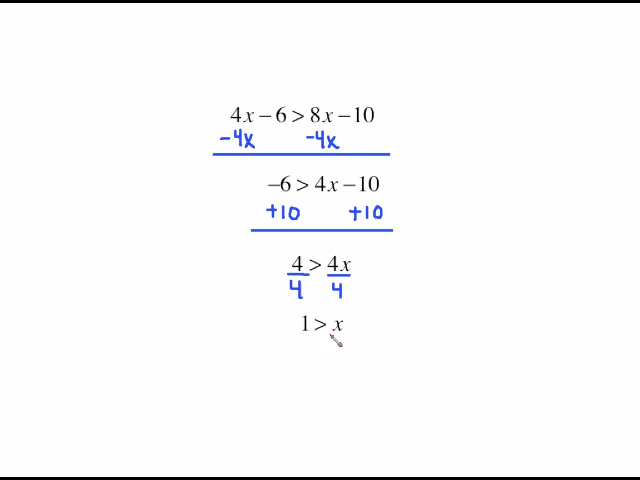 4x − 6 > 8x − 10
−4x −4x
−6 > 4x − 10
+10 +10
4 > 4x
4 4
1 > x